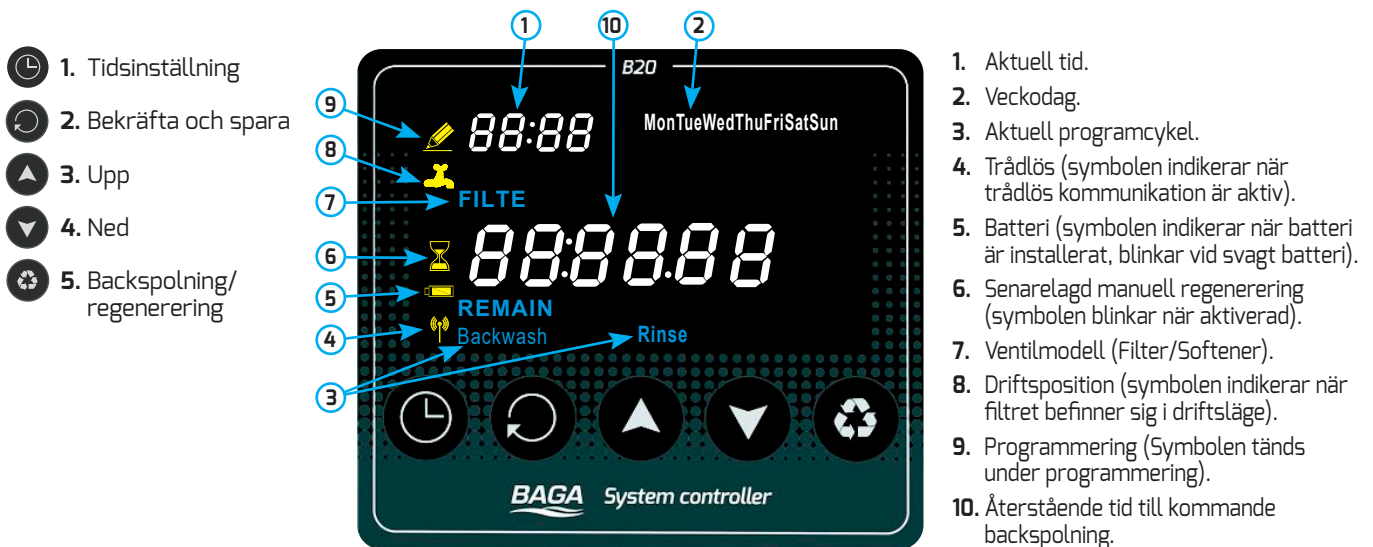 1. Tidsinställning
2. Bekräfta och spara
3. Upp
4. Ned
5. Backspolning/
regenerering
1
10
2
B20
9
88:88
MonTueWedThuFriSatSun
8
7
FILTE
6
88:88.88
5
REMAIN
4
Backwash
Rinse
3
BAGA System controller
1. Aktuell tid.
2. Veckodag.
3. Aktuell programcykel.
4. Trådlös (symbolen indikerar när
trådlös kommunikation är aktiv).
5. Batteri (symbolen indikerar när batteri
är installerat, blinkar vid svagt batteri).
6. Senarelagd manuell regenerering
(symbolen blinkar när aktiverad).
7. Ventilmodell (Filter/Softener).
8. Driftsposition (symbolen indikerar när
filtret befinner sig i driftsläge).
9. Programmering (Symbolen tänds
under programmering).
10. Återstående tid till kommande
backspolning.